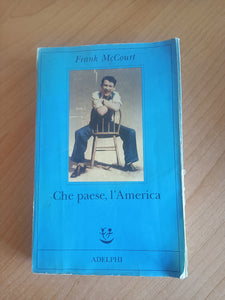 Frank McCourt
Che paese, l'America
ADELPHI